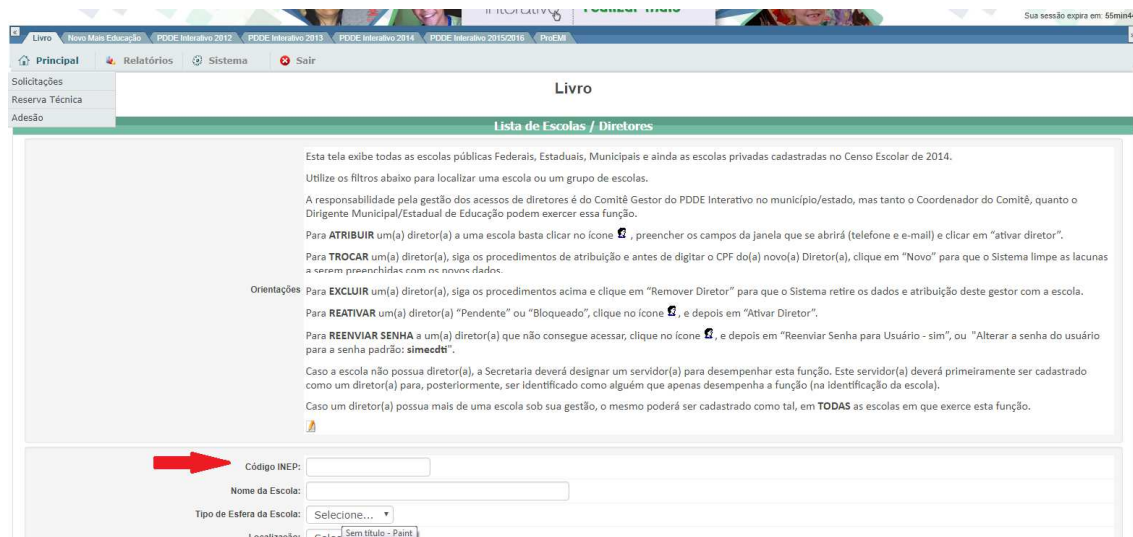 Interativo realizar mais
Sua sessão expira em: 55min4
Livro Novo Mais Educação PDDE Interativo 2012 PDDE Interativo 2013 PDDE Interativo 2014 PDDE Interativo 2015/2016 ProEMI
Principal Relatórios Sistema Sair
Solicitações
Reserva Técnica
Adesão
Livro
Lista de Escolas / Diretores
Orientações
Esta tela exibe todas as escolas públicas Federais, Estaduais, Municipais e ainda as escolas privadas cadastradas no Censo Escolar de 2014.
Utilize os filtros abaixo para localizar uma escola ou um grupo de escolas.
A responsabilidade pela gestão dos acessos de diretores é do Comitê Gestor do PDDE Interativo no município/estado, mas tanto o Coordenador do Comitê, quanto o
Dirigente Municipal/Estadual de Educação podem exercer essa função.
Para ATRIBUIR um(a) diretor(a) a uma escola basta clicar no ícone , preencher os campos da janela que se abrirá (telefone e e-mail) e clicar em “ativar diretor”.
Para TROCAR um(a) diretor(a), siga os procedimentos de atribuição e antes de digitar o CPF do(a) novo(a) Diretor(a), clique em “Novo” para que o Sistema limpe as lacunas
a serem preenchidas com os novos dados.
Para EXCLUIR um(a) diretor(a), siga os procedimentos acima e clique em “Remover Diretor” para que o Sistema retire os dados e atribuição deste gestor com a escola.
Para REATIVAR um(a) diretor(a) “Pendente” ou “Bloqueado”, clique no ícone , e depois em “Ativar Diretor”.
Para REENVIAR SENHA a um(a) diretor(a) que não consegue acessar, clique no ícone , e depois em “Reenviar Senha para Usuário - sim”, ou "Alterar a senha do usuário
para a senha padrão: simecdti".
Caso a escola não possua diretor(a), a Secretaria deverá designar um servidor(a) para desempenhar esta função. Este servidor(a) deverá primeiramente ser cadastrado
como um diretor(a) para, posteriormente, ser identificado como alguém que apenas desempenha a função (na identificação da escola).
Caso um diretor(a) possua mais de uma escola sob sua gestão, o mesmo poderá ser cadastrado como tal, em TODAS as escolas em que exerce esta função.
Código INEP:
Nome da Escola:
Tipo de Esfera da Escola: Selecione...
Localização:
Sem título - Paint